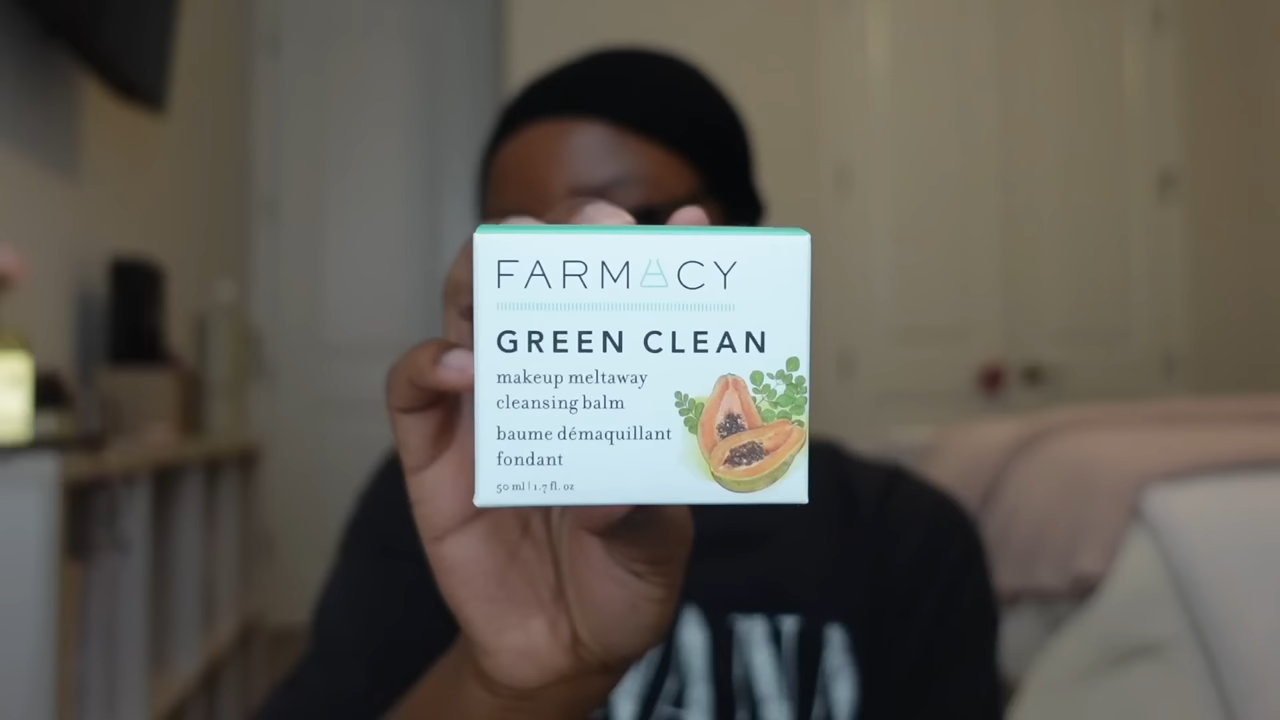 FARMACY
GREEN CLEAN
makeup meltaway
cleansing balm
baume démaquillant
fondant
50 ml | 1.7 fl. oz